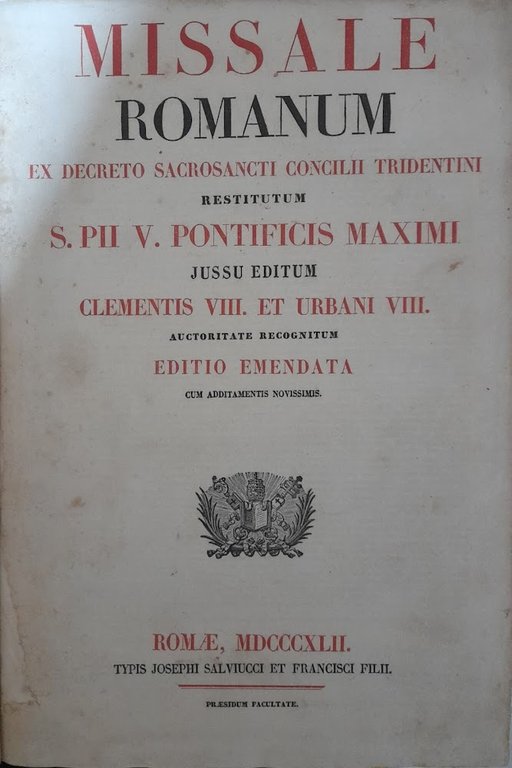 MISSALE
ROMANUM
EX DECRETO SACROSANCTI CONCILII TRIDENTINI
RESTITUTUM
S. PII V. PONTIFICIS MAXIMI
JUSSU EDITUM
CLEMENTIS VIII. ET URBANI VIII.
AUCTORITATE RECOGNITUM
EDITIO EMENDATA
CUM ADDITAMENTIS NOVISSIMIS.
ROMÆ, MDCCCXLII.
TYPIS JOSEPHI SALVIUCCI ET FRANCISCI FILII.
PRÆSIDUM FACULTATE.